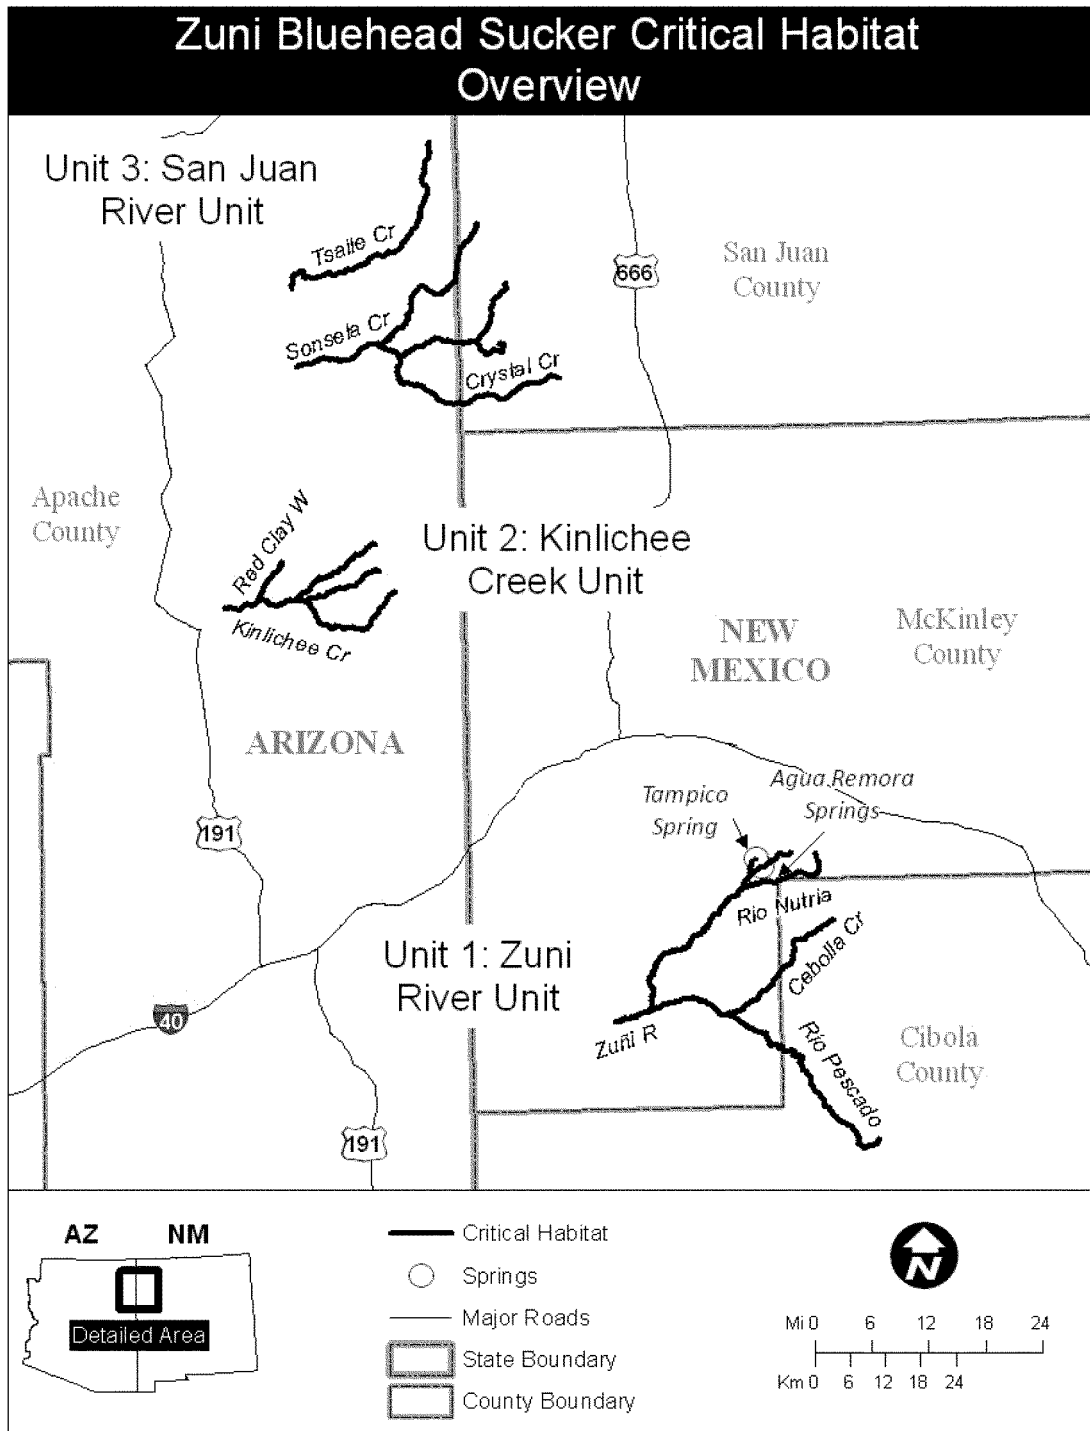 Zuni Bluehead Sucker Critical Habitat
Overview
Unit 3: San Juan
River Unit
Tsaile Cr
San Juan
County
666
Sonsela Cr
Crystal Cr
Apache
County
Red Clay W
Unit 2: Kinlichee
Creek Unit
Kinlichee Cr
NEW
MEXICO
McKinley
County
ARIZONA
Tampico
Spring
Agua Remora
Springs
191
Rio Nutria
Unit 1: Zuni
River Unit
Cebolla Cr
40
Zuñi R
Rio Pescado
Cibola
County
191
AZ NM
Detailed Area
Critical Habitat
Springs
Major Roads
State Boundary
County Boundary
N
Mi 0 6 12 18 24
Km 0 6 12 18 24